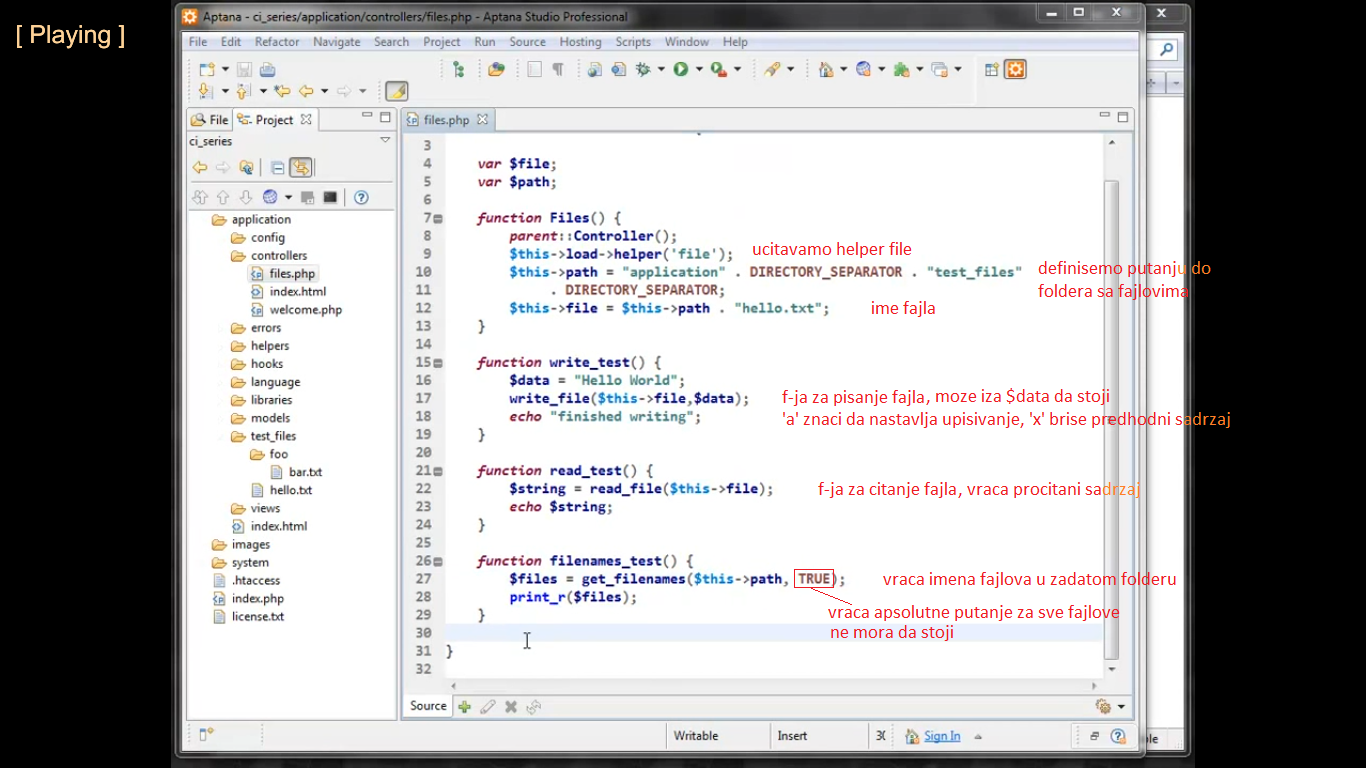 [ Playing ]
Aptana - ci_series/application/controllers/files.php - Aptana Studio Professional
File Edit Refactor Navigate Search Project Run Source Hosting Scripts Window Help
File Project
ci_series
application
config
controllers
files.php
index.html
welcome.php
errors
helpers
hooks
language
libraries
models
test_files
foo
bar.txt
hello.txt
views
index.html
images
system
.htaccess
index.php
license.txt
files.php
3
4 var $file;
5 var $path;
6
7 function Files() {
8 parent::Controller();
9 $this->load->helper('file'); ucitavamo helper file
10 $this->path = "application" . DIRECTORY_SEPARATOR . "test_files" definisemo putanju do
11 . DIRECTORY_SEPARATOR; foldera sa fajlovima
12 $this->file = $this->path . "hello.txt"; ime fajla
13 }
14
15 function write_test() {
16 $data = "Hello World";
17 write_file($this->file,$data); f-ja za pisanje fajla, moze iza $data da stoji
18 echo "finished writing"; 'a' znaci da nastavlja upisivanje, 'x' brise predhodni sadrzaj
19 }
20
21 function read_test() {
22 $string = read_file($this->file); f-ja za citanje fajla, vraca procitani sadrzaj
23 echo $string;
24 }
25
26 function filenames_test() {
27 $files = get_filenames($this->path, TRUE); vraca imena fajlova u zadatom folderu
28 print_r($files);
29 } vraca apsolutne putanje za sve fajlove
30 ne mora da stoji
31 }
32
Source
Writable Insert Sign In